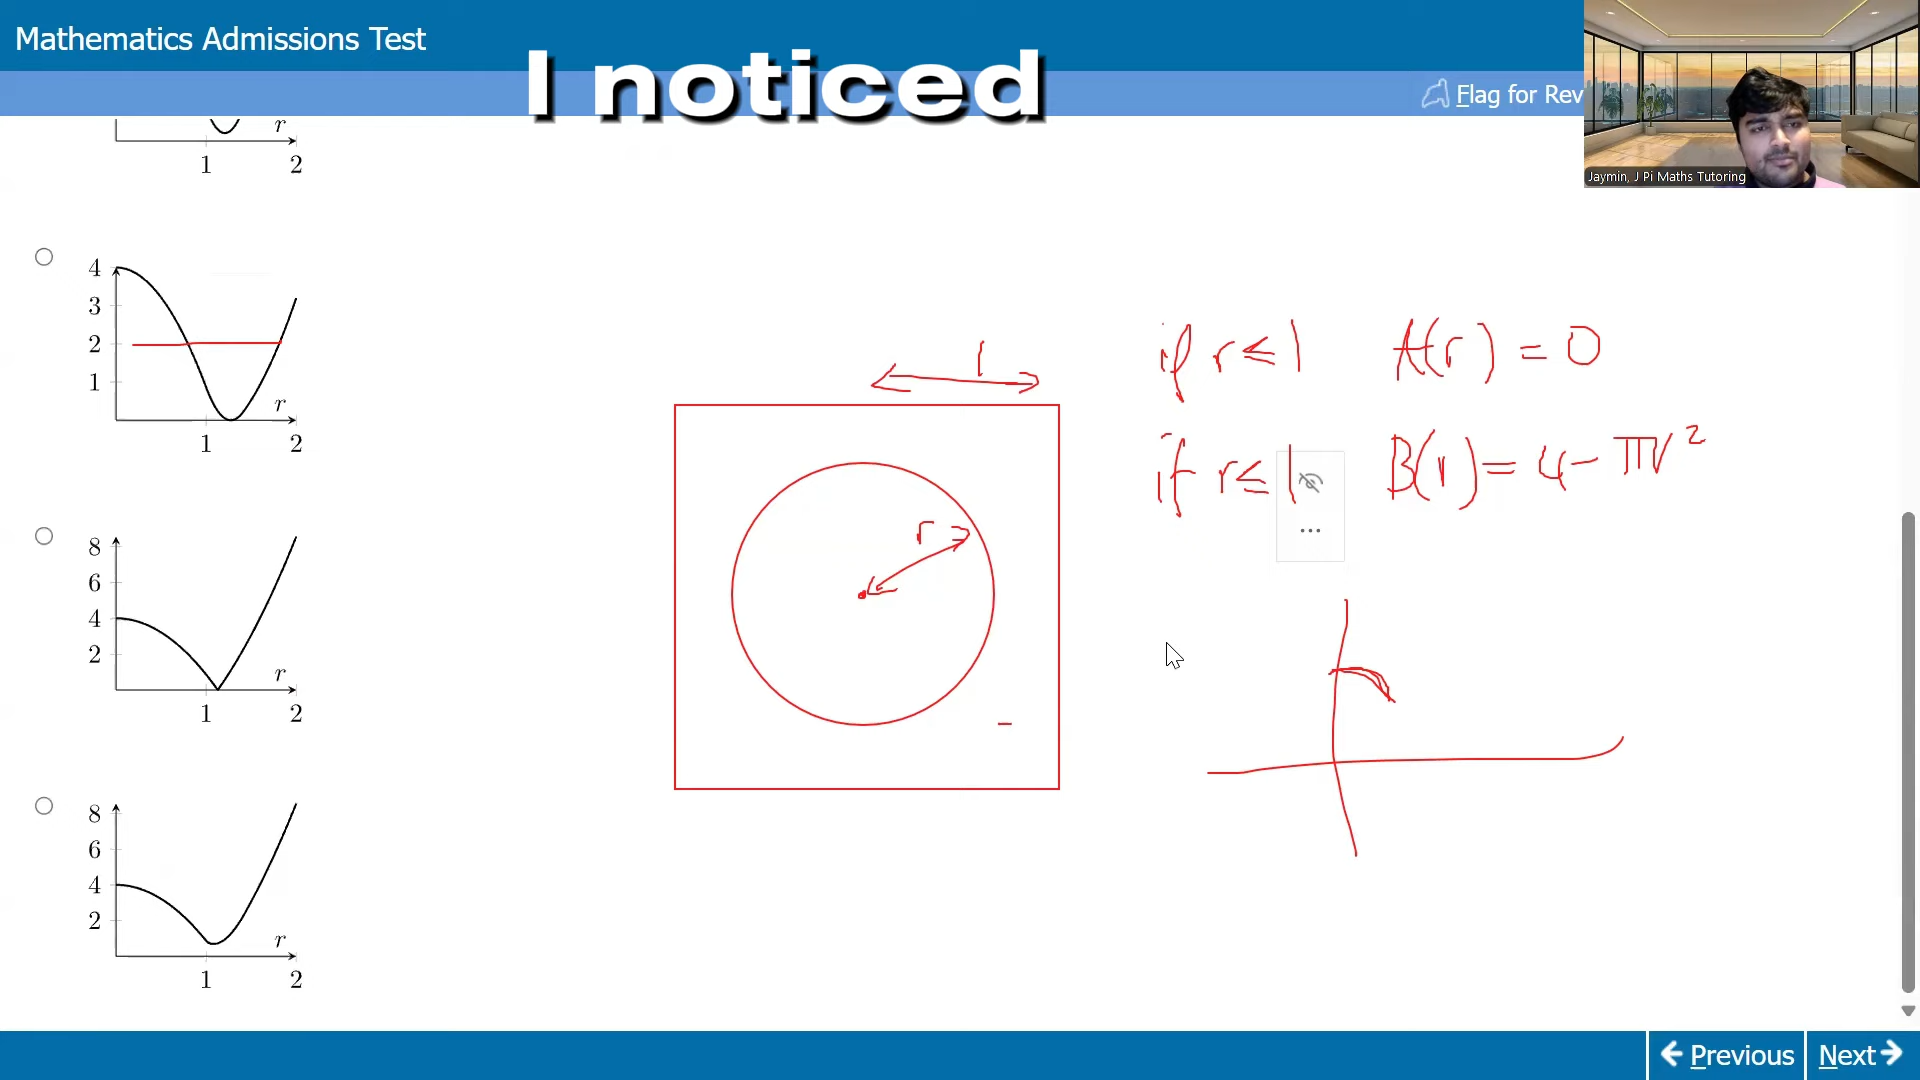 Mathematics Admissions Test
I noticed
Flag for Rev
Jaymin, J Pi Maths Tutoring
r
1 2
4
3
2
1
r
1 2
8
6
4
2
r
1 2
8
6
4
2
r
1 2
1
r
if r ≤ 1 A(r) = 0
if r ≤ 1 B(r) = 4 - πr²
Previous
Next